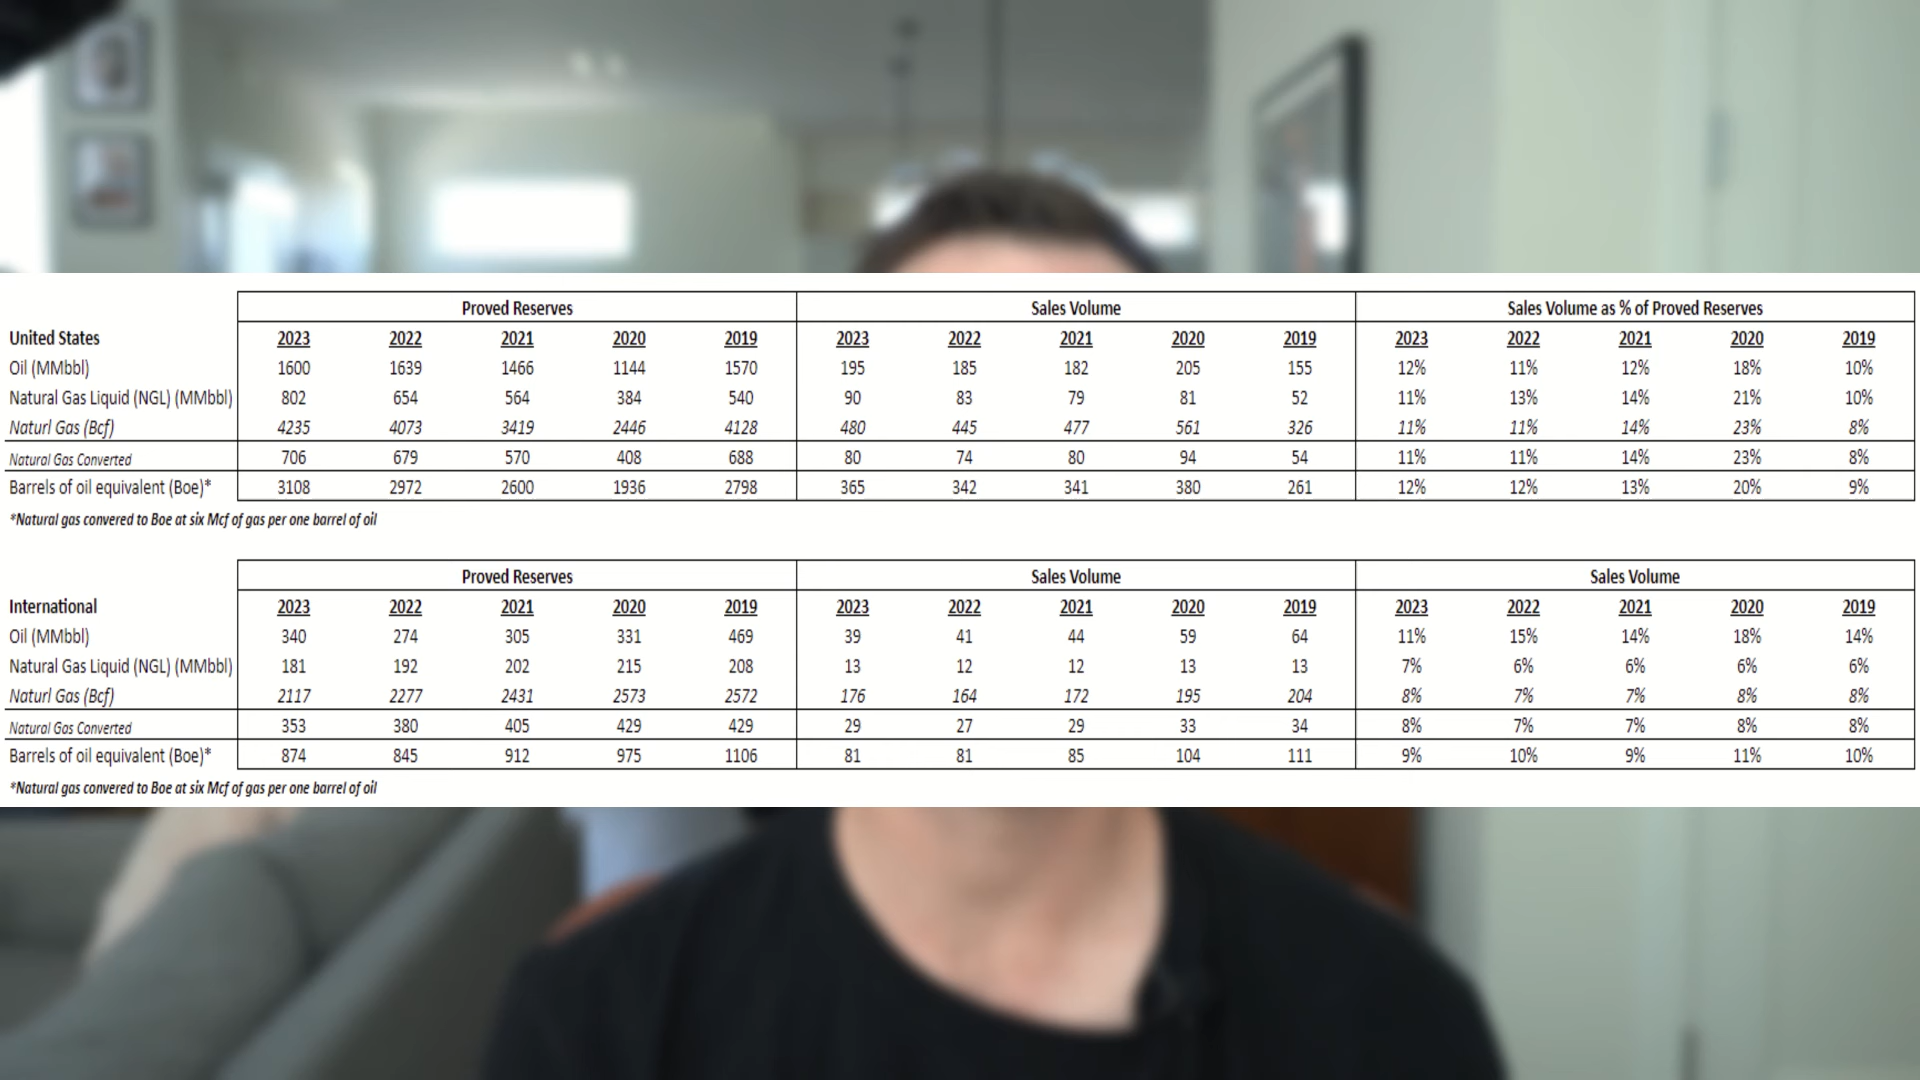 Proved Reserves Sales Volume Sales Volume as % of Proved Reserves
United States 2023 2022 2021 2020 2019 2023 2022 2021 2020 2019 2023 2022 2021 2020 2019
Oil (MMbbl) 1600 1639 1466 1144 1570 195 185 182 205 155 12% 11% 12% 18% 10%
Natural Gas Liquid (NGL) (MMbbl) 802 654 564 384 540 90 83 79 81 52 11% 13% 14% 21% 10%
Naturl Gas (Bcf) 4235 4073 3419 2446 4128 480 445 477 561 326 11% 11% 14% 23% 8%
Natural Gas Converted 706 679 570 408 688 80 74 80 94 54 11% 11% 14% 23% 8%
Barrels of oil equivalent (Boe)* 3108 2972 2600 1936 2798 365 342 341 380 261 12% 12% 13% 20% 9%
*Natural gas convered to Boe at six Mcf of gas per one barrel of oil
Proved Reserves Sales Volume Sales Volume
International 2023 2022 2021 2020 2019 2023 2022 2021 2020 2019 2023 2022 2021 2020 2019
Oil (MMbbl) 340 274 305 331 469 39 41 44 59 64 11% 15% 14% 18% 14%
Natural Gas Liquid (NGL) (MMbbl) 181 192 202 215 208 13 12 12 13 13 7% 6% 6% 6% 6%
Naturl Gas (Bcf) 2117 2277 2431 2573 2572 176 164 172 195 204 8% 7% 7% 8% 8%
Natural Gas Converted 353 380 405 429 429 29 27 29 33 34 8% 7% 7% 8% 8%
Barrels of oil equivalent (Boe)* 874 845 912 975 1106 81 81 85 104 111 9% 10% 9% 11% 10%
*Natural gas convered to Boe at six Mcf of gas per one barrel of oil